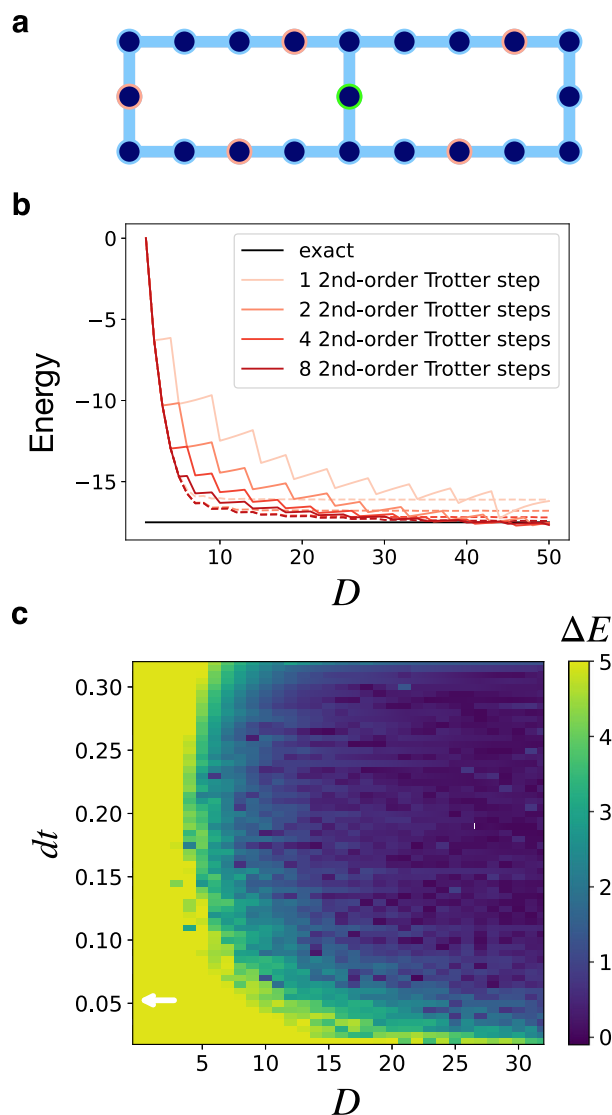 a
b
Energy
0
−5
−10
−15
exact
1 2nd-order Trotter step
2 2nd-order Trotter steps
4 2nd-order Trotter steps
8 2nd-order Trotter steps
10 20 30 40 50
D
c
ΔE
dt
0.30
0.25
0.20
0.15
0.10
0.05
5 10 15 20 25 30
D
5
4
3
2
1
0